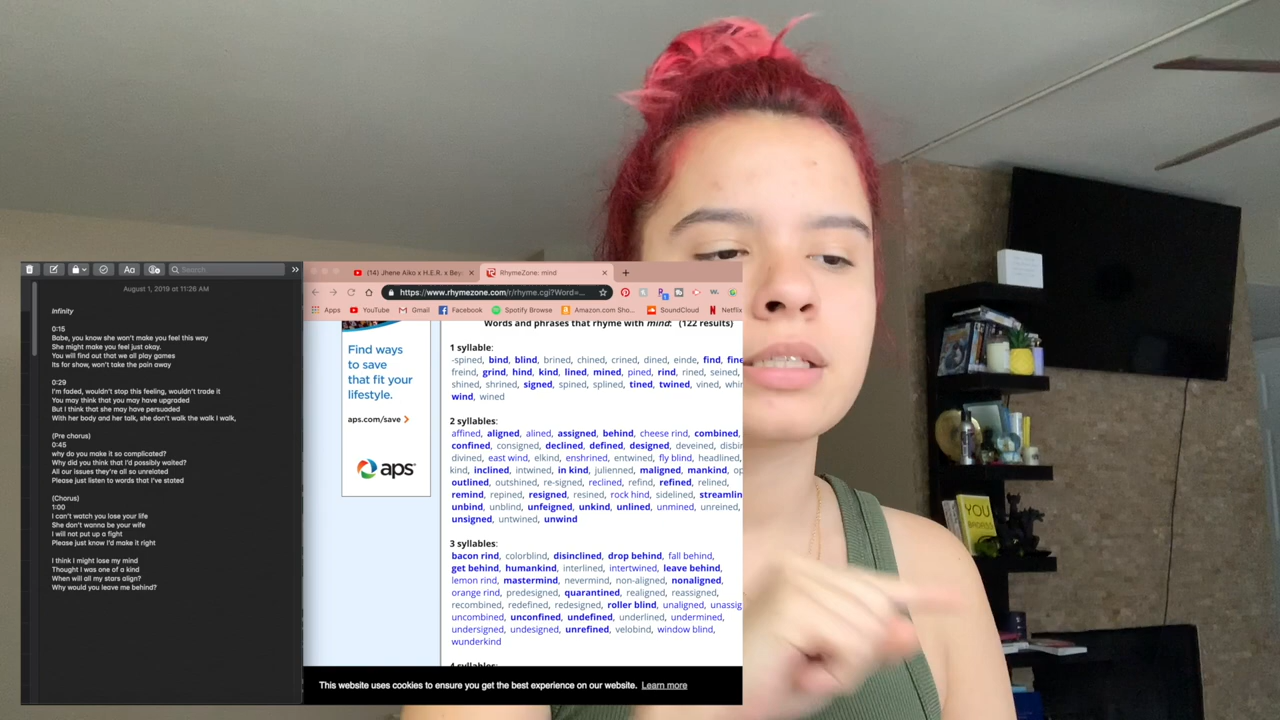 Search
»
August 1, 2019 at 11:26 AM
Infinity
0:15
Babe, you know she won't make you feel this way
She might make you feel just okay.
You will find out that we all play games
Its for show, won't take the pain away
0:29
I'm faded, wouldn't stop this feeling, wouldn't trade it
You may think that you may have upgraded
But I think that she may have persuaded
With her body and her talk, she don't walk the walk I walk,
(Pre chorus)
0:45
why do you make it so complicated?
Why did you think that I'd possibly waited?
All our issues they're all so unrelated
Please just listen to words that I've stated
(Chorus)
1:00
I can't watch you lose your life
She don't wanna be your wife
I will not put up a fight
Please just know I'd make it right
I think I might lose my mind
Thought I was one of a kind
When will all my stars align?
Why would you leave me behind?
(14) Jhene Aiko x H.E.R. x Bey
RhymeZone: mind
https://www.rhymezone.com/r/rhyme.cgi?Word=...
Apps YouTube Gmail Facebook Spotify Browse Amazon.com Sho... SoundCloud Netflix
Find ways
to save
that fit your
lifestyle.
aps.com/save
aps
Words and phrases that rhyme with mind: (122 results)
1 syllable:
-spined, bind, blind, brined, chined, crined, dined, einde, find, fine
freind, grind, hind, kind, lined, mined, pined, rind, rined, seined,
shined, shrined, signed, spined, splined, tined, twined, vined, whin
wind, wined
2 syllables:
affined, aligned, alined, assigned, behind, cheese rind, combined,
confined, consigned, declined, defined, designed, deveined, disbi
divined, east wind, elkind, enshrined, entwined, fly blind, headlined,
kind, inclined, intwined, in kind, julienned, maligned, mankind, op
outlined, outshined, re-signed, reclined, refind, refined, relined,
remind, repined, resigned, resined, rock hind, sidelined, streamlin
unbind, unblind, unfeigned, unkind, unlined, unmined, unreined,
unsigned, untwined, unwind
3 syllables:
bacon rind, colorblind, disinclined, drop behind, fall behind,
get behind, humankind, interlined, intertwined, leave behind,
lemon rind, mastermind, nevermind, non-aligned, nonaligned,
orange rind, predesigned, quarantined, realigned, reassigned,
recombined, redefined, redesigned, roller blind, unaligned, unassig
uncombined, unconfined, undefined, underlined, undermined,
undersigned, undesigned, unrefined, velobind, window blind,
wunderkind
This website uses cookies to ensure you get the best experience on our website. Learn more
YOU